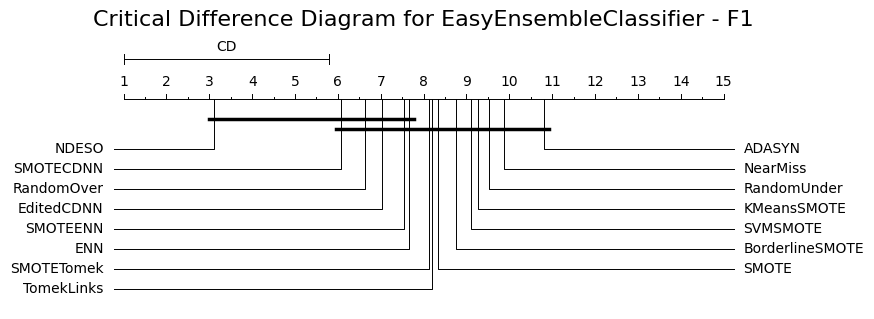 Critical Difference Diagram for EasyEnsembleClassifier - F1
CD
1 2 3 4 5 6 7 8 9 10 11 12 13 14 15
NDESO ADASYN
SMOTECDNN NearMiss
RandomOver RandomUnder
EditedCDNN KMeansSMOTE
SMOTEENN SVMSMOTE
ENN BorderlineSMOTE
SMOTETomek SMOTE
TomekLinks